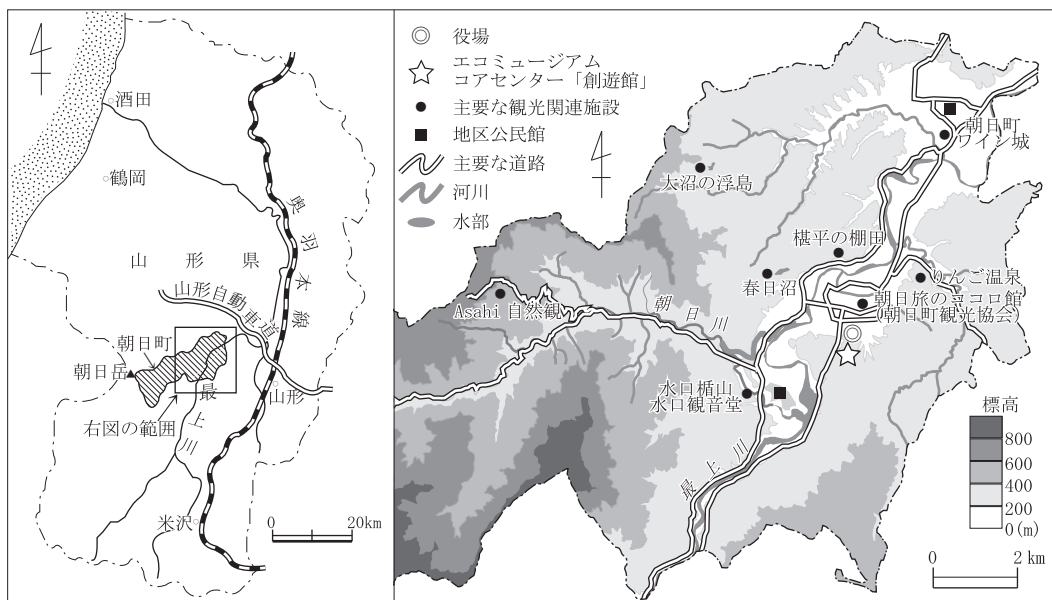 酒田
鶴岡
奥羽本線
山形県
山形自動車道
朝日町
朝日岳
最上川
山形
右図の範囲
米沢
0 20km
役場
エコミュージアム
コアセンター「創遊館」
主要な観光関連施設
地区公民館
主要な道路
河川
水部
朝日町
ワイン城
大沼の浮島
椹平の棚田
春日沼
りんご温泉
朝日旅のココロ館
(朝日町観光協会)
Asahi 自然観
朝日川
水口楯山
水口観音堂
最上川
標高
800
600
400
200
0(m)
0 2 km